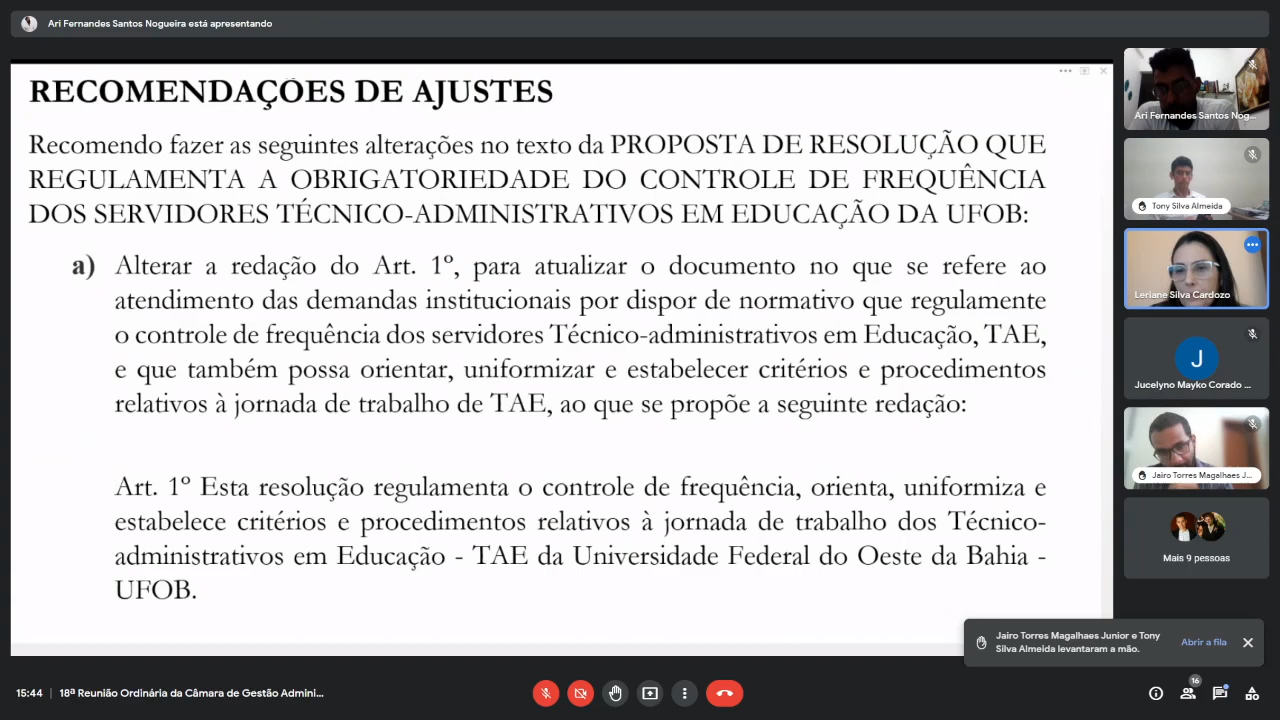 Ari Fernandes Santos Nogueira está apresentando
RECOMENDAÇÕES DE AJUSTES
Recomendo fazer as seguintes alterações no texto da PROPOSTA DE RESOLUÇÃO QUE
REGULAMENTA A OBRIGATORIEDADE DO CONTROLE DE FREQUÊNCIA
DOS SERVIDORES TÉCNICO-ADMINISTRATIVOS EM EDUCAÇÃO DA UFOB:
a) Alterar a redação do Art. 1º, para atualizar o documento no que se refere ao
atendimento das demandas institucionais por dispor de normativo que regulamente
o controle de frequência dos servidores Técnico-administrativos em Educação, TAE,
e que também possa orientar, uniformizar e estabelecer critérios e procedimentos
relativos à jornada de trabalho de TAE, ao que se propõe a seguinte redação:
Art. 1º Esta resolução regulamenta o controle de frequência, orienta, uniformiza e
estabelece critérios e procedimentos relativos à jornada de trabalho dos Técnico-
administrativos em Educação - TAE da Universidade Federal do Oeste da Bahia -
UFOB.
Ari Fernandes Santos Nog...
Tony Silva Almeida
Leriane Silva Cardozo
J
Jucelyno Mayko Corado ...
Jairo Torres Magalhaes J...
Mais 9 pessoas
Jairo Torres Magalhaes Junior e Tony
Silva Almeida levantaram a mão.
Abrir a fila
15:44 | 18ª Reunião Ordinária da Câmara de Gestão Admini...
16